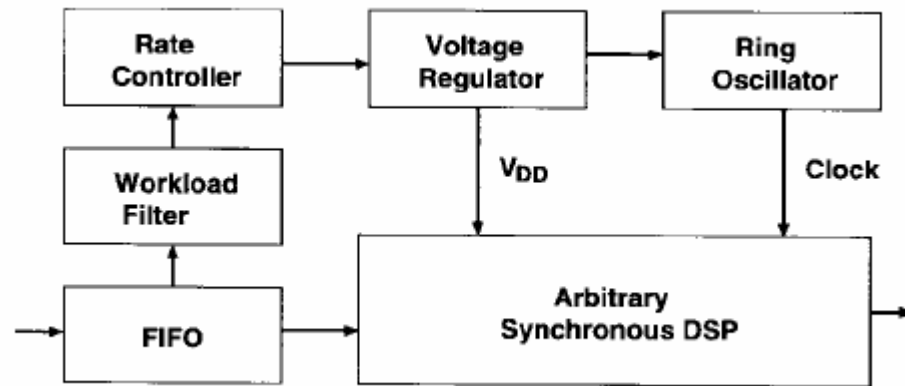 Rate
Controller
Voltage
Regulator
Ring
Oscillator
Workload
Filter
VDD
Clock
FIFO
Arbitrary
Synchronous DSP